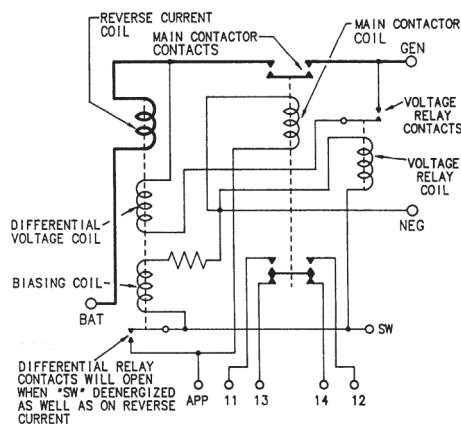 REVERSE CURRENT
COIL
MAIN CONTACTOR
CONTACTS
MAIN CONTACTOR
COIL
GEN
VOLTAGE
RELAY
CONTACTS
VOLTAGE
RELAY
COIL
DIFFERENTIAL
VOLTAGE COIL
NEG
BIASING COIL
BAT
SW
DIFFERENTIAL RELAY
CONTACTS WILL OPEN
WHEN "SW" DEENERGIZED
AS WELL AS ON REVERSE
CURRENT
APP 11 13 14 12